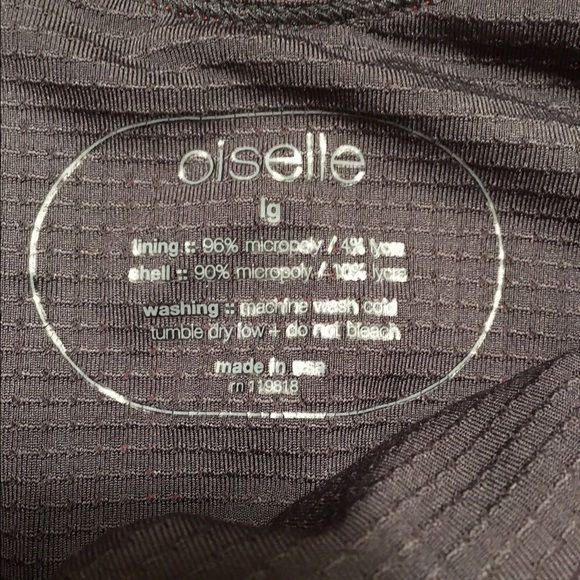 oiselle
lg
lining :: 96% micropoly / 4% lycra
shell :: 90% micropoly / 10% lycra
washing :: machine wash cold
tumble dry low + do not bleach
made in usa
rn 119818